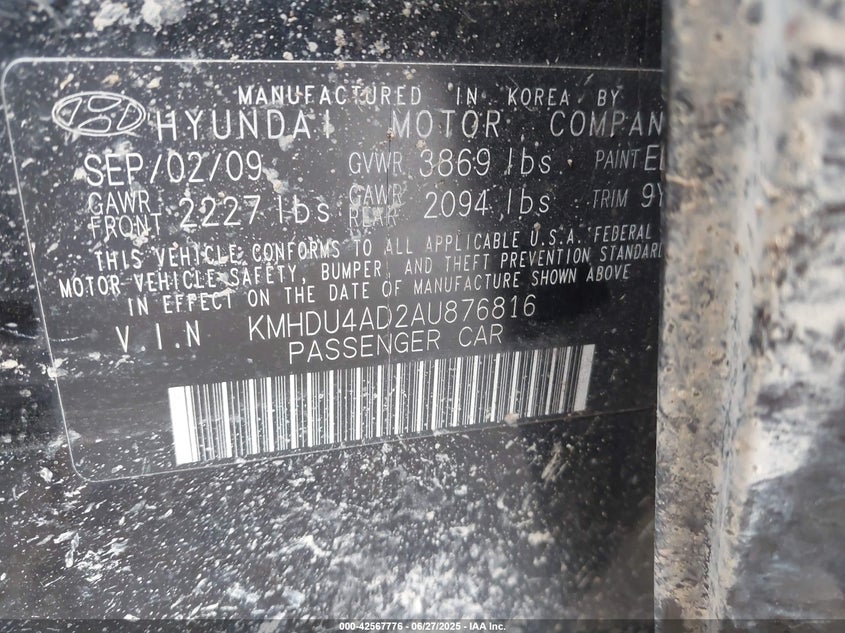 MANUFACTURED IN KOREA BY
HYUNDAI MOTOR COMPAN
SEP/02/09 GVWR 3869 lbs PAINT
GAWR FRONT 2227 lbs GAWR REAR 2094 lbs TRIM 9Y
THIS VEHICLE CONFORMS TO ALL APPLICABLE U.S.A. FEDERAL
MOTOR-VEHICLE SAFETY, BUMPER, AND THEFT PREVENTION STANDARD
IN EFFECT ON THE DATE OF MANUFACTURE SHOWN ABOVE
V I.N KMHDU4AD2AU876816
PASSENGER CAR
000-42567776 - 06/27/2025 - IAA Inc.